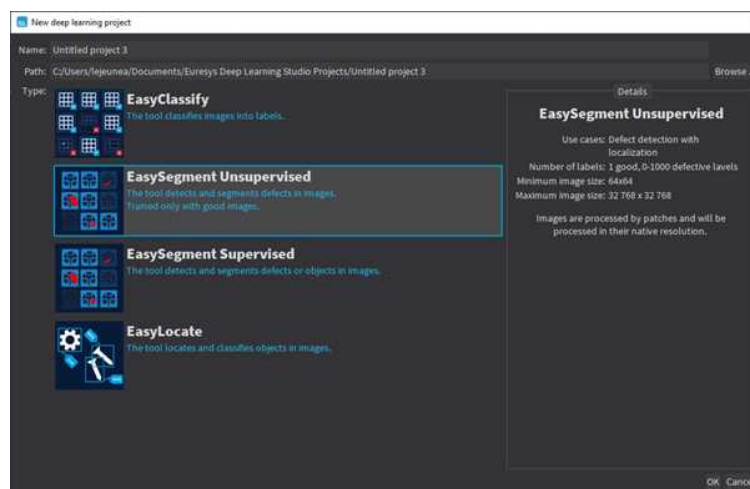 New deep learning project
Name: Untitled project 3
Path: C:/Users/lejeunea/Documents/Euresys Deep Learning Studio Projects/Untitled project 3 Browse
Type:
EasyClassify
The tool classifies images into labels.
EasySegment Unsupervised
The tool detects and segments defects in images.
Trained only with good images.
EasySegment Supervised
The tool detects and segments defects or objects in images.
EasyLocate
The tool locates and classifies objects in images.
Details
EasySegment Unsupervised
Use cases: Defect detection with
localization
Number of labels: 1 good, 0-1000 defective lavels
Minimum image size: 64x64
Maximum image size: 32 768 x 32 768
Images are processed by patches and will be
processed in their native resolution.
OK Cance